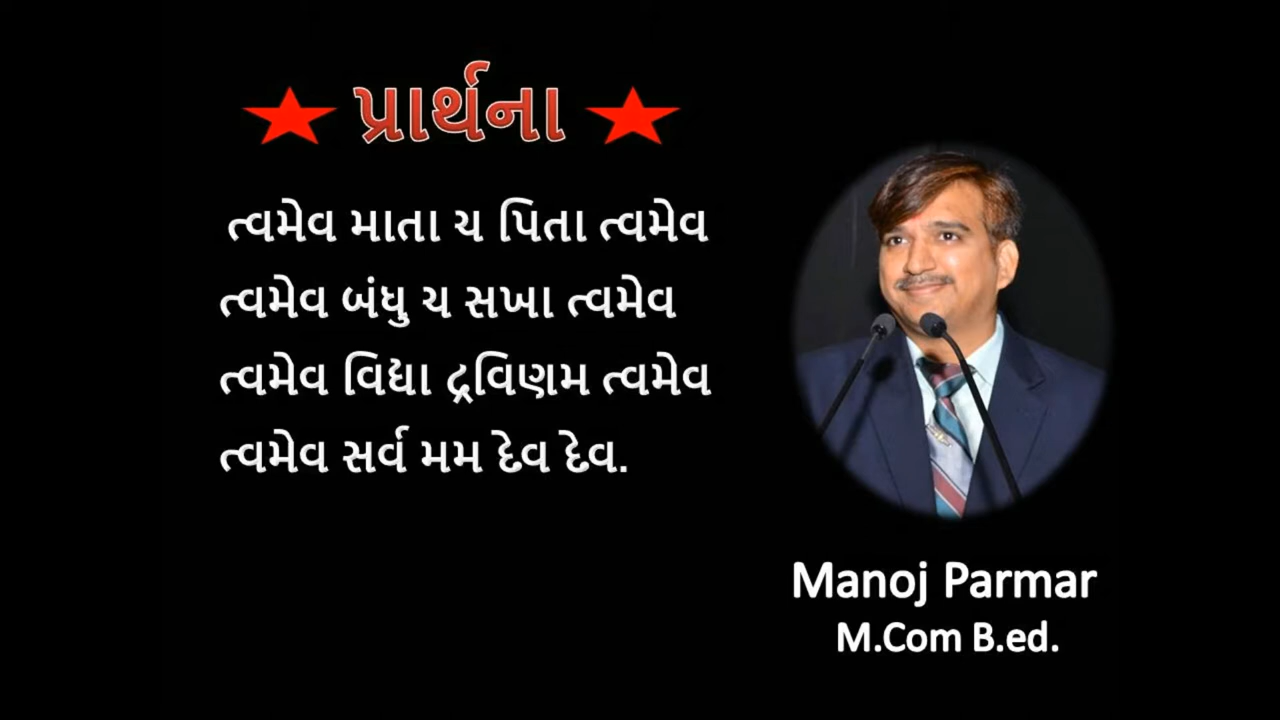 પ્રાર્થના
ત્વમેવ માતા ચ પિતા ત્વમેવ
ત્વમેવ બંધુ ચ સખા ત્વમેવ
ત્વમેવ વિદ્યા દ્રવિણમ ત્વમેવ
ત્વમેવ સર્વ મમ દેવ દેવ.
Manoj Parmar
M.Com B.ed.